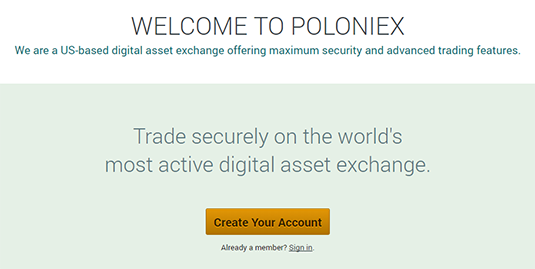 WELCOME TO POLONIEX
We are a US-based digital asset exchange offering maximum security and advanced trading features.
Trade securely on the world's
most active digital asset exchange.
Create Your Account
Already a member? Sign in.